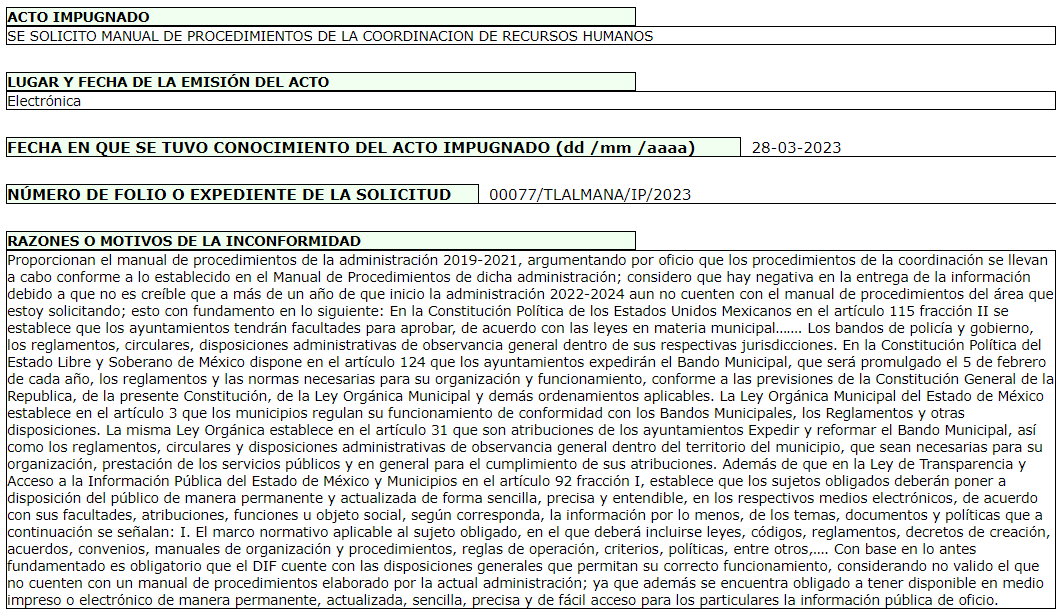 ACTO IMPUGNADO
SE SOLICITO MANUAL DE PROCEDIMIENTOS DE LA COORDINACION DE RECURSOS HUMANOS
LUGAR Y FECHA DE LA EMISIÓN DEL ACTO
Electrónica
FECHA EN QUE SE TUVO CONOCIMIENTO DEL ACTO IMPUGNADO (dd /mm /aaaa) 28-03-2023
NÚMERO DE FOLIO O EXPEDIENTE DE LA SOLICITUD 00077/TLALMANA/IP/2023
RAZONES O MOTIVOS DE LA INCONFORMIDAD
Proporcionan el manual de procedimientos de la administración 2019-2021, argumentando por oficio que los procedimientos de la coordinación se llevan
a cabo conforme a lo establecido en el Manual de Procedimientos de dicha administración; considero que hay negativa en la entrega de la información
debido a que no es creíble que a más de un año de que inicio la administración 2022-2024 aun no cuenten con el manual de procedimientos del área que
estoy solicitando; esto con fundamento en lo siguiente: En la Constitución Política de los Estados Unidos Mexicanos en el artículo 115 fracción II se
establece que los ayuntamientos tendrán facultades para aprobar, de acuerdo con las leyes en materia municipal……. Los bandos de policía y gobierno,
los reglamentos, circulares, disposiciones administrativas de observancia general dentro de sus respectivas jurisdicciones. En la Constitución Política del
Estado Libre y Soberano de México dispone en el artículo 124 que los ayuntamientos expedirán el Bando Municipal, que será promulgado el 5 de febrero
de cada año, los reglamentos y las normas necesarias para su organización y funcionamiento, conforme a las previsiones de la Constitución General de la
Republica, de la presente Constitución, de la Ley Orgánica Municipal y demás ordenamientos aplicables. La Ley Orgánica Municipal del Estado de México
establece en el artículo 3 que los municipios regulan su funcionamiento de conformidad con los Bandos Municipales, los Reglamentos y otras
disposiciones. La misma Ley Orgánica establece en el artículo 31 que son atribuciones de los ayuntamientos Expedir y reformar el Bando Municipal, así
como los reglamentos, circulares y disposiciones administrativas de observancia general dentro del territorio del municipio, que sean necesarias para su
organización, prestación de los servicios públicos y en general para el cumplimiento de sus atribuciones. Además de que en la Ley de Transparencia y
Acceso a la Información Pública del Estado de México y Municipios en el artículo 92 fracción I, establece que los sujetos obligados deberán poner a
disposición del público de manera permanente y actualizada de forma sencilla, precisa y entendible, en los respectivos medios electrónicos, de acuerdo
con sus facultades, atribuciones, funciones u objeto social, según corresponda, la información por lo menos, de los temas, documentos y políticas que a
continuación se señalan: I. El marco normativo aplicable al sujeto obligado, en el que deberá incluirse leyes, códigos, reglamentos, decretos de creación,
acuerdos, convenios, manuales de organización y procedimientos, reglas de operación, criterios, políticas, entre otros,…. Con base en lo antes
fundamentado es obligatorio que el DIF cuente con las disposiciones generales que permitan su correcto funcionamiento, considerando no valido el que
no cuenten con un manual de procedimientos elaborado por la actual administración; ya que además se encuentra obligado a tener disponible en medio
impreso o electrónico de manera permanente, actualizada, sencilla, precisa y de fácil acceso para los particulares la información pública de oficio.